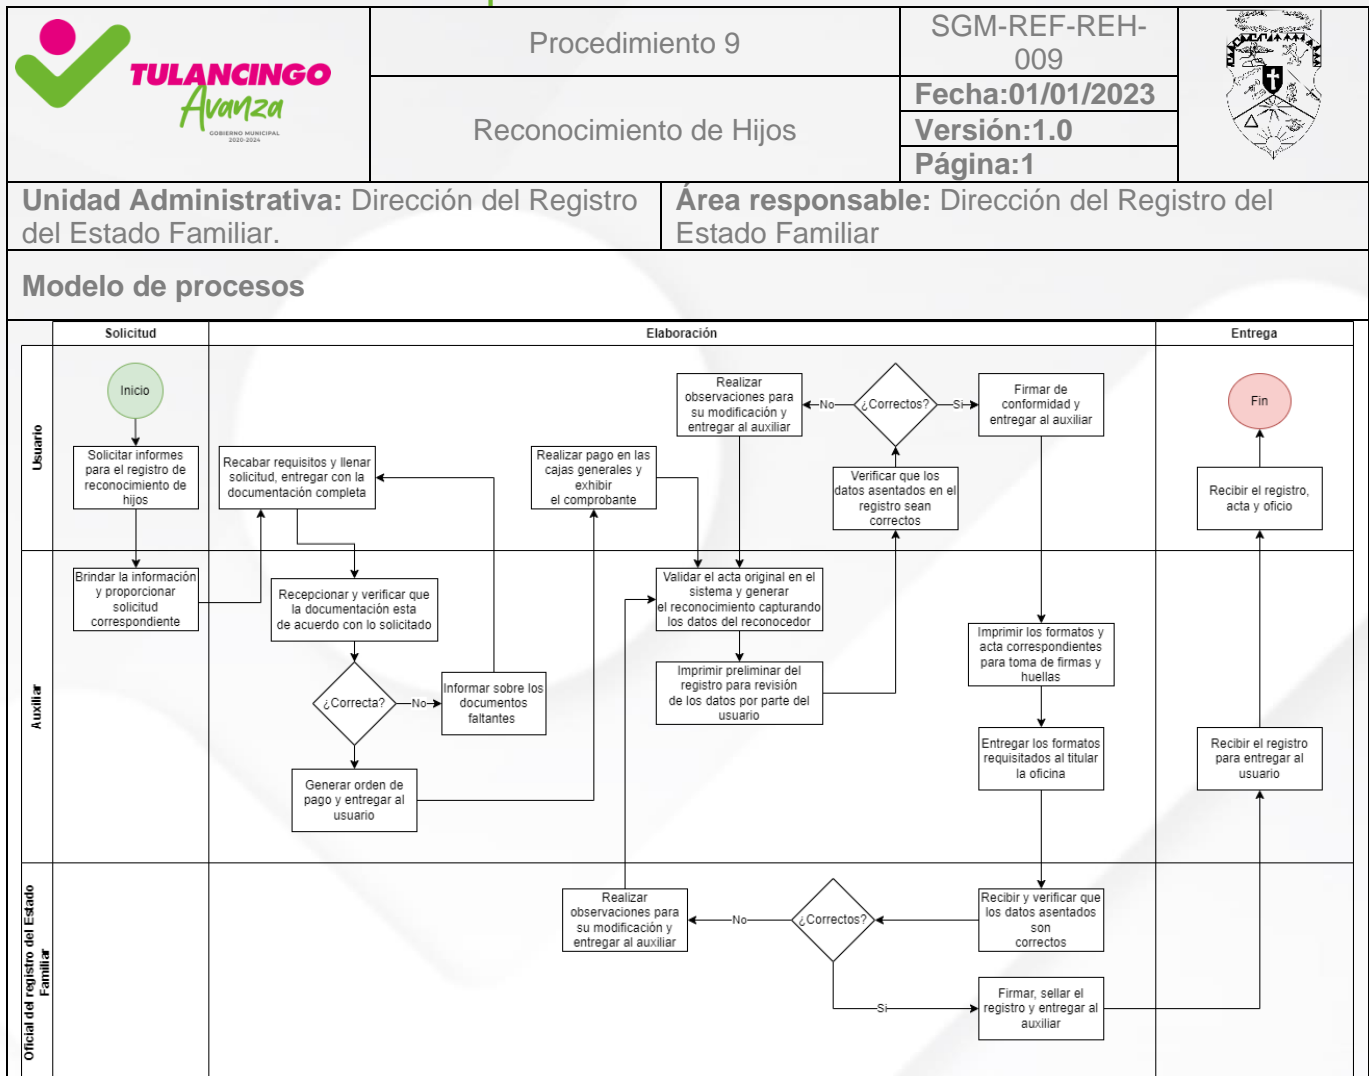 TULANCINGO
Avanza
GOBIERNO MUNICIPAL
2020-2024
Procedimiento 9
Reconocimiento de Hijos
SGM-REF-REH-
009
Fecha:01/01/2023
Versión:1.0
Página:1
Unidad Administrativa: Dirección del Registro
del Estado Familiar.
Área responsable: Dirección del Registro del
Estado Familiar
Modelo de procesos
Solicitud
Elaboración
Entrega
Usuario
Inicio
Solicitar informes
para el registro de
reconocimiento de
hijos
Recabar requisitos y llenar
solicitud, entregar con la
documentación completa
Realizar pago en las
cajas generales y
exhibir
el comprobante
Realizar
observaciones para
su modificación y
entregar al auxiliar
No
¿Correctos?
Si
Firmar de
conformidad y
entregar al auxiliar
Verificar que los
datos asentados en el
registro sean
correctos
Fin
Recibir el registro,
acta y oficio
Auxiliar
Brindar la información
y proporcionar
solicitud
correspondiente
Recepcionar y verificar que
la documentación esta
de acuerdo con lo solicitado
¿Correcta?
No
Informar sobre los
documentos
faltantes
Generar orden de
pago y entregar al
usuario
Validar el acta original en el
sistema y generar
el reconocimiento capturando
los datos del reconocedor
Imprimir preliminar del
registro para revisión
de los datos por parte del
usuario
Imprimir los formatos y
acta correspondientes
para toma de firmas y
huellas
Entregar los formatos
requisitados al titular
la oficina
Recibir el registro
para entregar al
usuario
Oficial del registro del Estado
Familiar
Realizar
observaciones para
su modificación y
entregar al auxiliar
No
¿Correctos?
Recibir y verificar que
los datos asentados
son
correctos
Si
Firmar, sellar el
registro y entregar al
auxiliar